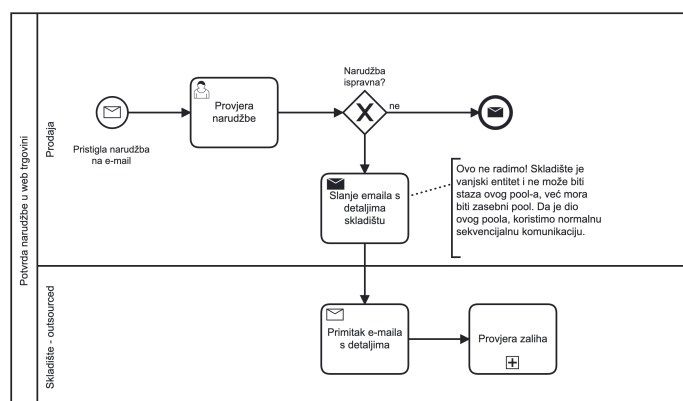 Potvrda narudžbe u web trgovini
Prodaja
Pristigla narudžba
na e-mail
Provjera
narudžbe
Narudžba
ispravna?
ne
Slanje emaila s
detaljima
skladištu
Ovo ne radimo! Skladište je
vanjski entitet i ne može biti
staza ovog pool-a, već mora
biti zasebni pool. Da je dio
ovog poola, koristimo normalnu
sekvencijalnu komunikaciju.
Skladište - outsourced
Primitak e-maila
s detaljima
Provjera zaliha